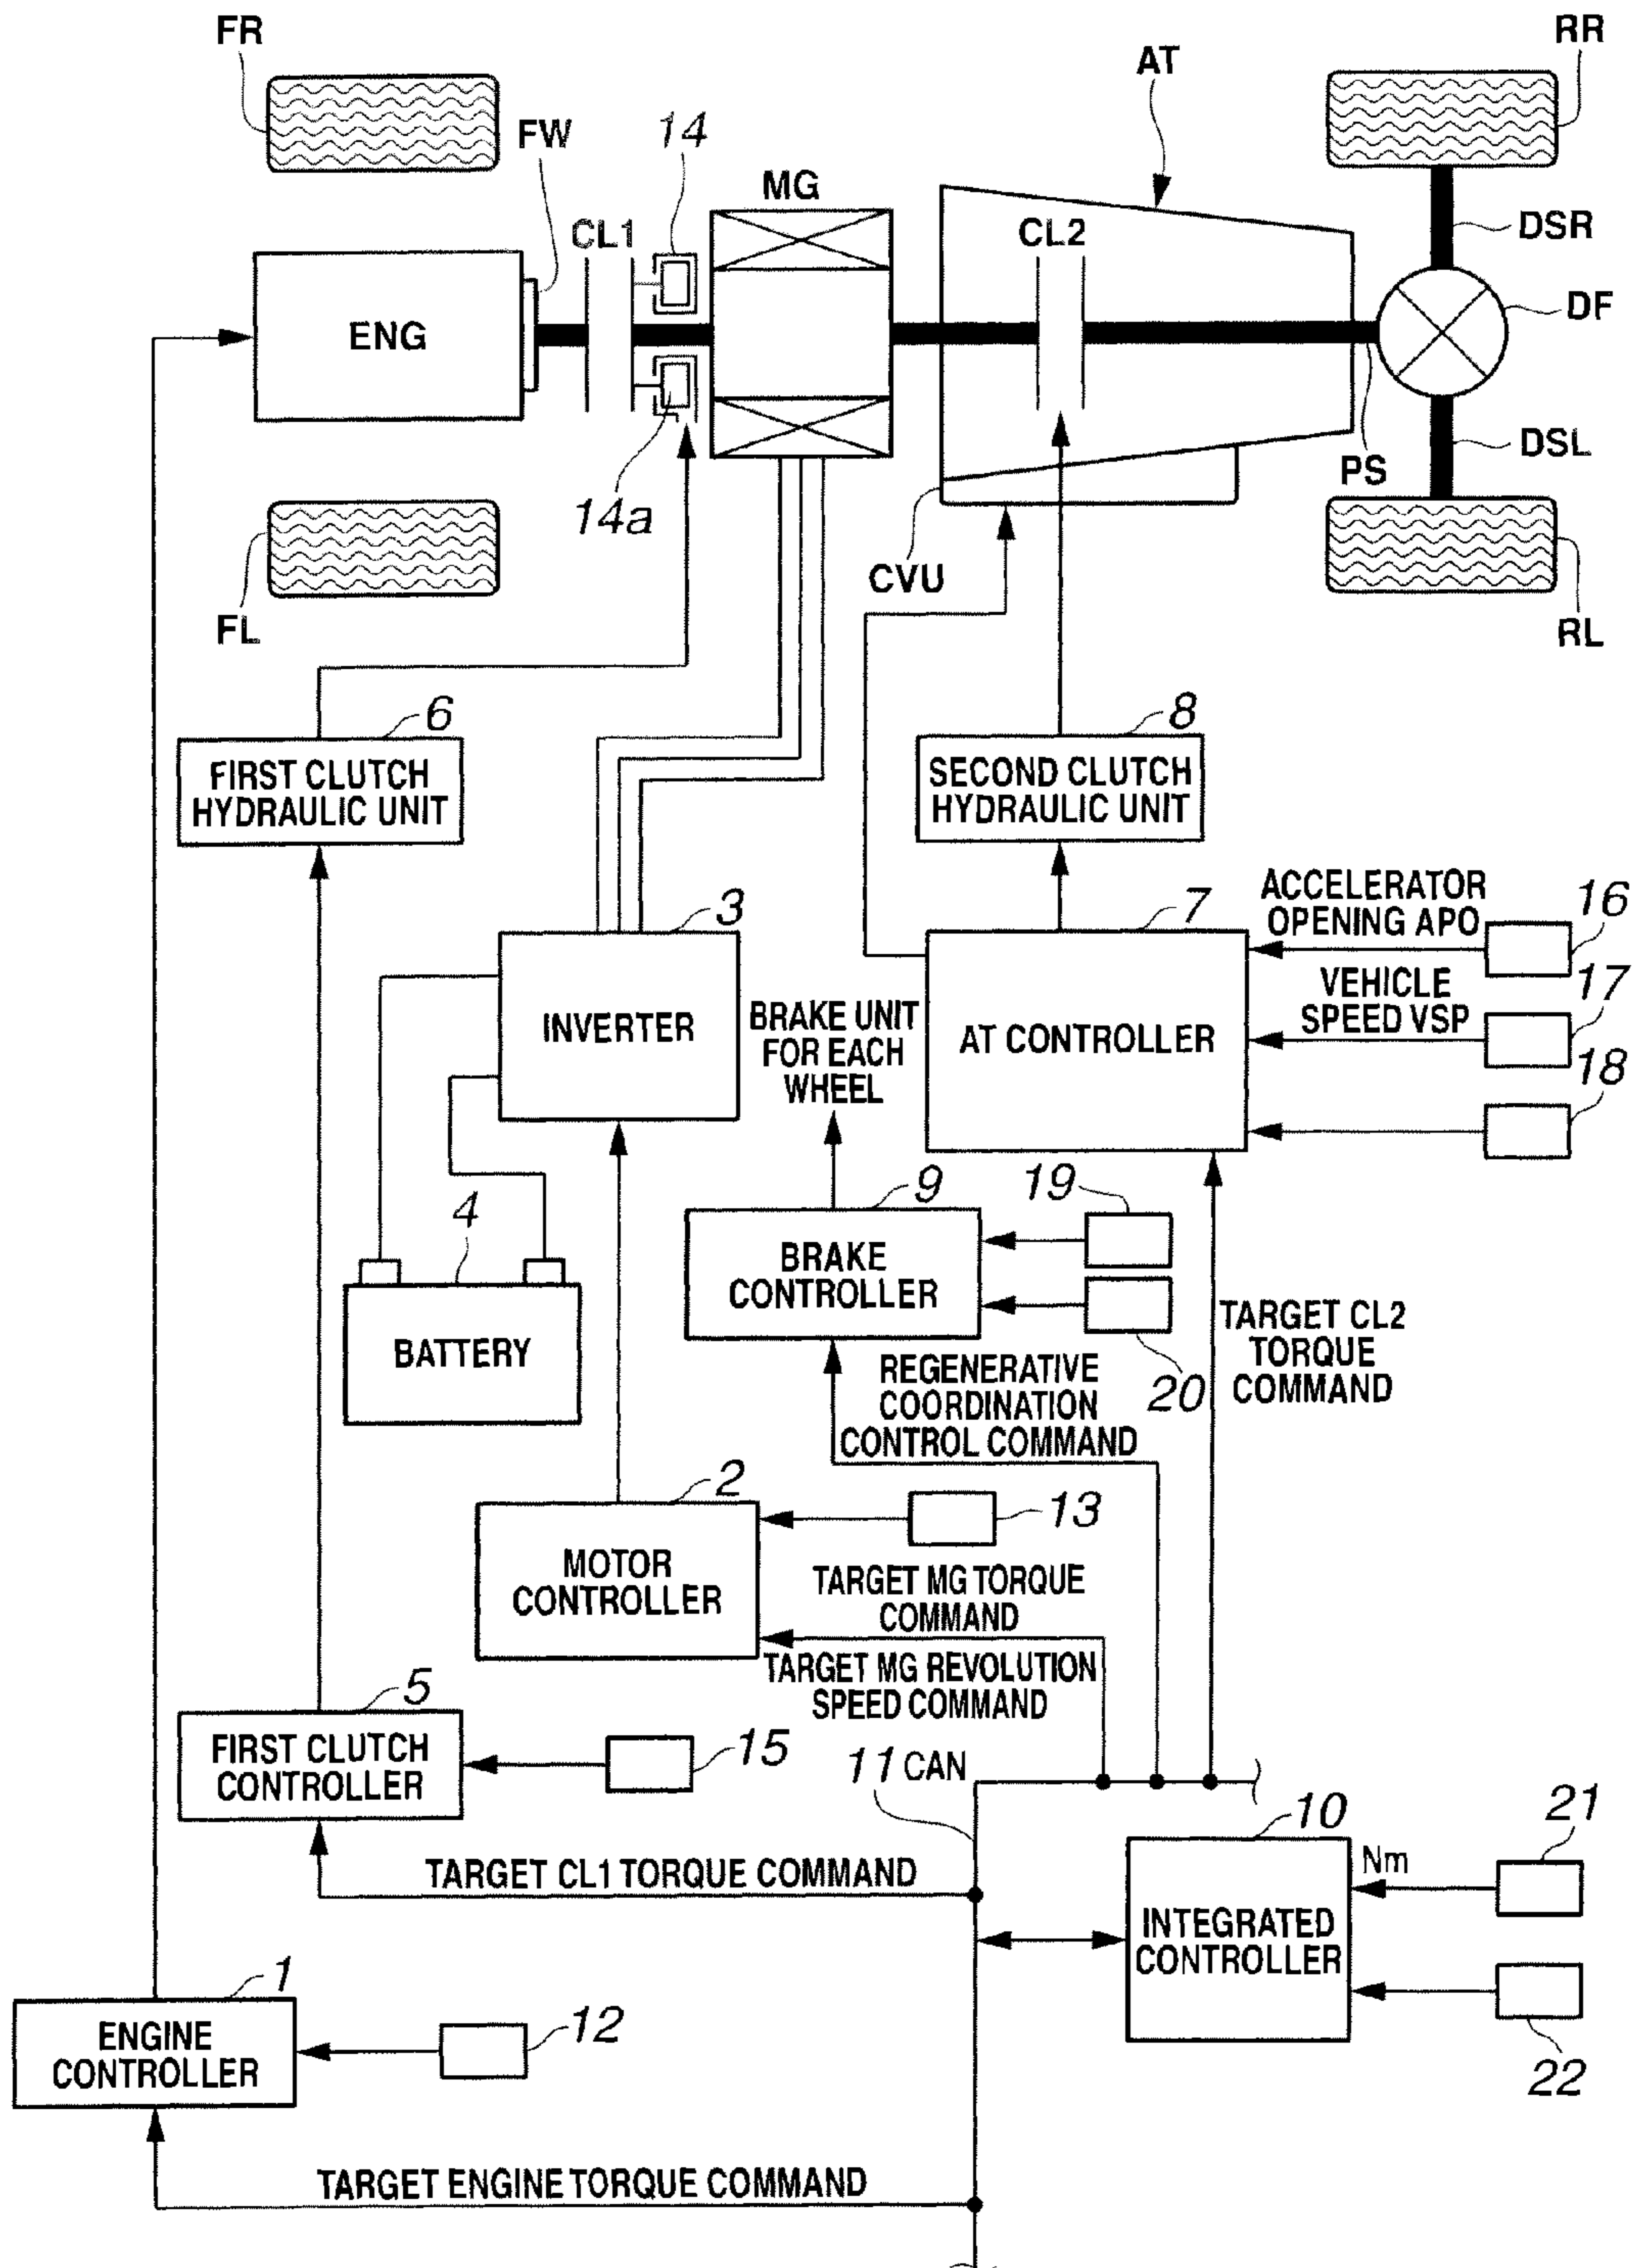 FR
RR
AT
FW
14
MG
CL1
CL2
DSR
ENG
DF
DSL
PS
14a
CVU
FL
RL
6
8
FIRST CLUTCH
HYDRAULIC UNIT
SECOND CLUTCH
HYDRAULIC UNIT
3
7
ACCELERATOR
OPENING APO
16
INVERTER
BRAKE UNIT
FOR EACH
WHEEL
AT CONTROLLER
VEHICLE
SPEED VSP
17
18
4
9
19
BATTERY
BRAKE
CONTROLLER
20
TARGET CL2
TORQUE
COMMAND
REGENERATIVE
COORDINATION
CONTROL COMMAND
2
13
MOTOR
CONTROLLER
TARGET MG TORQUE
COMMAND
TARGET MG REVOLUTION
SPEED COMMAND
5
FIRST CLUTCH
CONTROLLER
15
11 CAN
10
21
TARGET CL1 TORQUE COMMAND
Nm
INTEGRATED
CONTROLLER
1
ENGINE
CONTROLLER
12
22
TARGET ENGINE TORQUE COMMAND